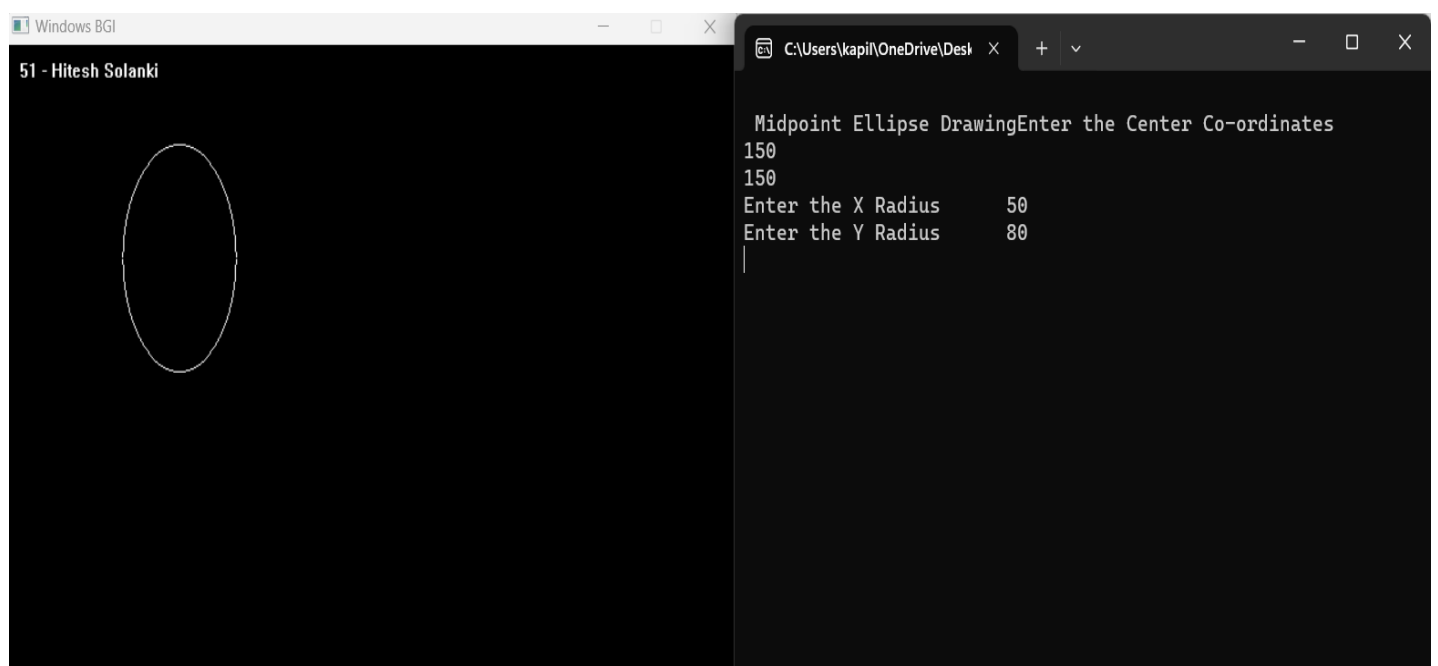 Windows BGI
51 - Hitesh Solanki
C:\Users\kapil\OneDrive\Desk
Midpoint Ellipse DrawingEnter the Center Co-ordinates
150
150
Enter the X Radius 50
Enter the Y Radius 80